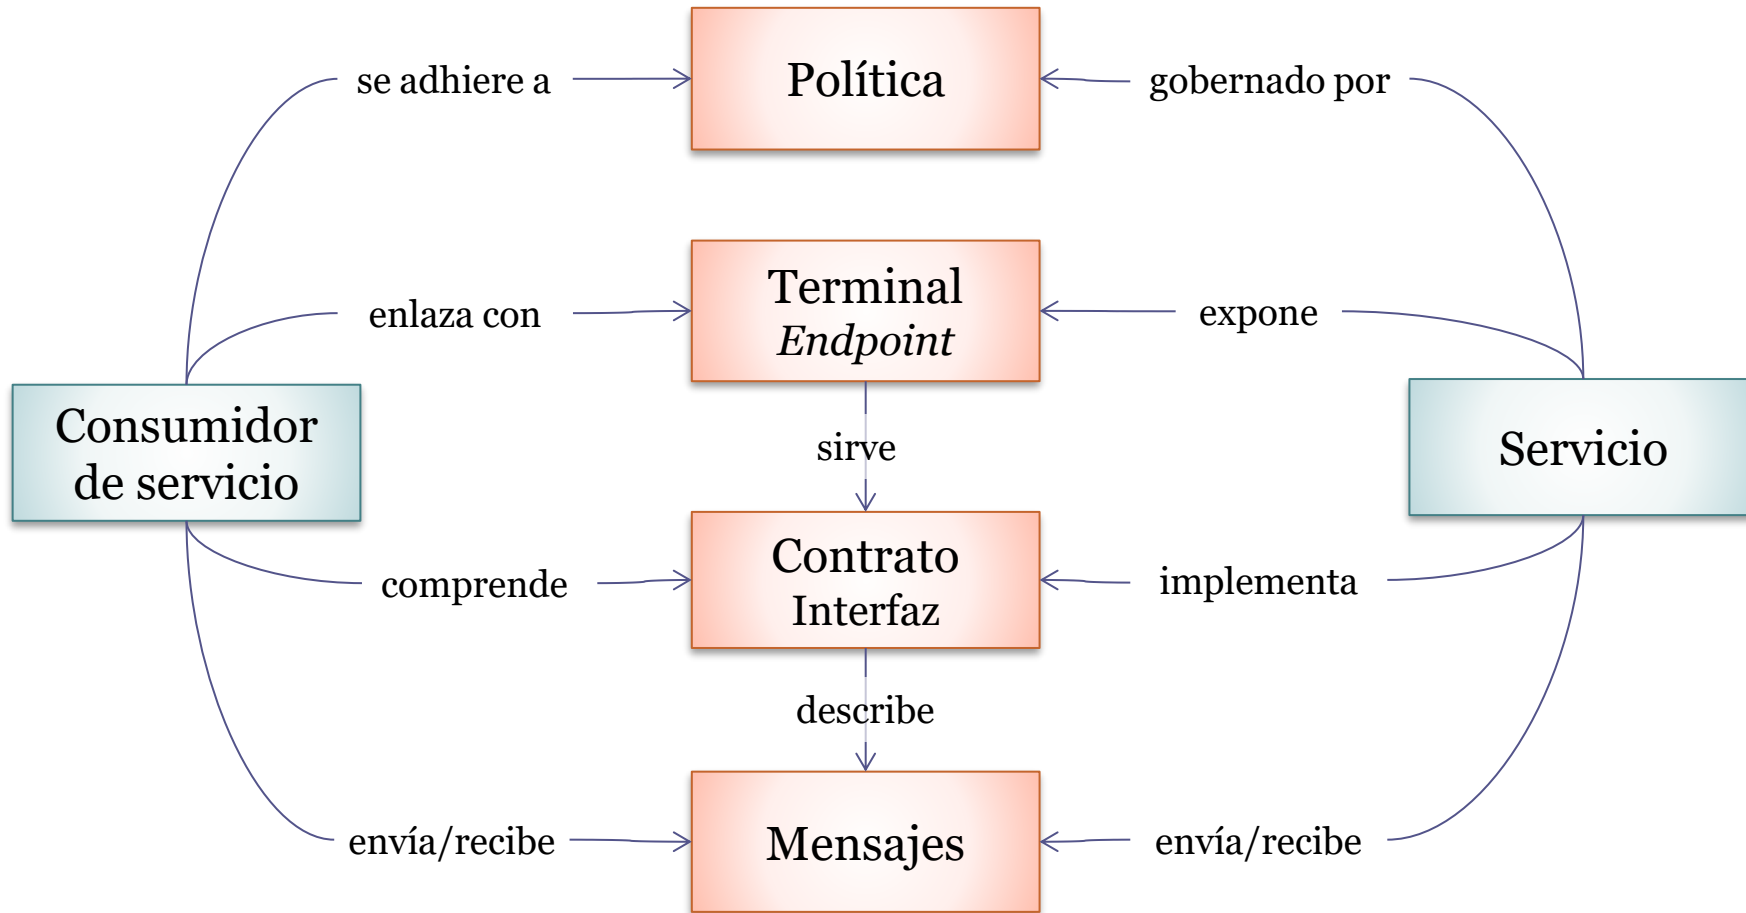 se adhiere a
Política
gobernado por
enlaza con
Terminal
Endpoint
expone
Consumidor
de servicio
sirve
Servicio
comprende
Contrato
Interfaz
implementa
describe
envía/recibe
Mensajes
envía/recibe